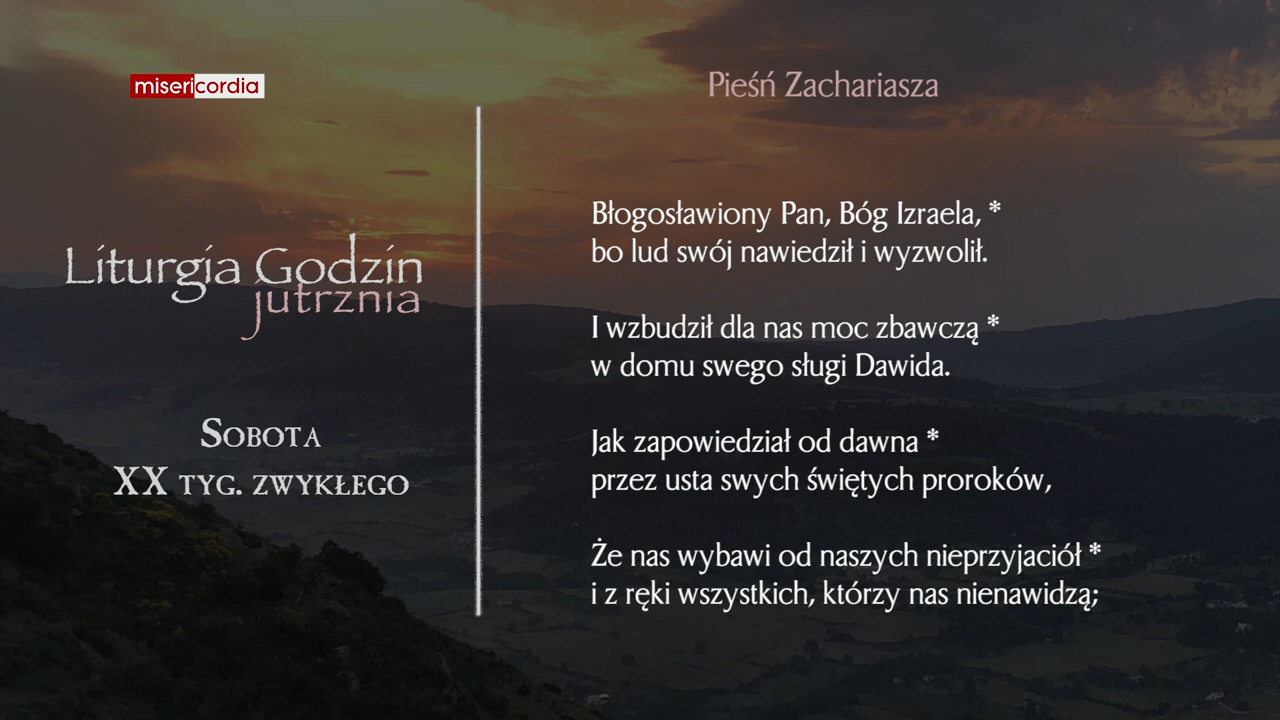 misericordia
Liturgia Godzin
jutrznia
Sobota
XX tyg. zwykłego
Pieśń Zachariasza
Błogosławiony Pan, Bóg Izraela, *
bo lud swój nawiedził i wyzwolił.
I wzbudził dla nas moc zbawczą *
w domu swego sługi Dawida.
Jak zapowiedział od dawna *
przez usta swych świętych proroków,
Że nas wybawi od naszych nieprzyjaciół *
i z ręki wszystkich, którzy nas nienawidzą;